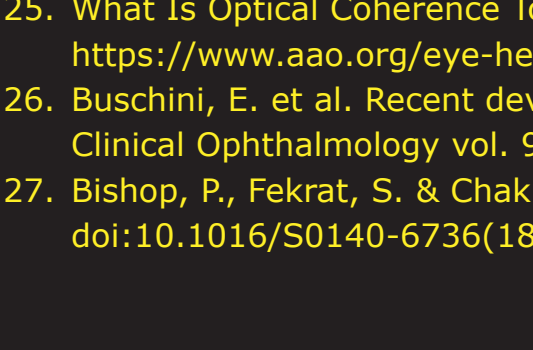 25. What Is Optical Coherence To
https://www.aao.org/eye-he
26. Buschini, E. et al. Recent dev
Clinical Ophthalmology vol. 9
27. Bishop, P., Fekrat, S. & Chak
doi:10.1016/S0140-6736(18